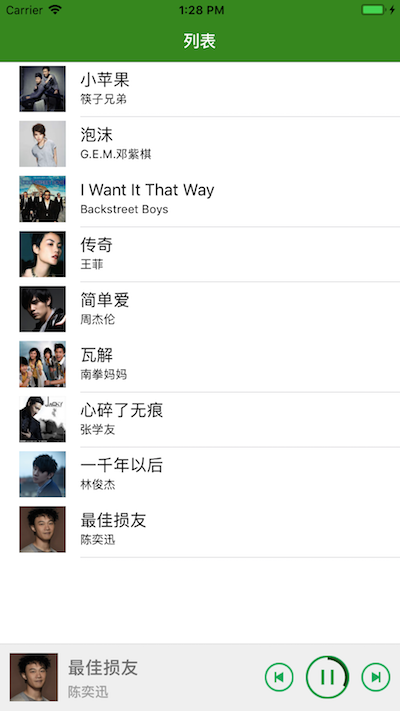 Carrier 1:28 PM
列表
小苹果
筷子兄弟
泡沫
G.E.M.邓紫棋
I Want It That Way
Backstreet Boys
传奇
王菲
简单爱
周杰伦
瓦解
南拳妈妈
心碎了无痕
张学友
一千年以后
林俊杰
最佳损友
陈奕迅
最佳损友
陈奕迅